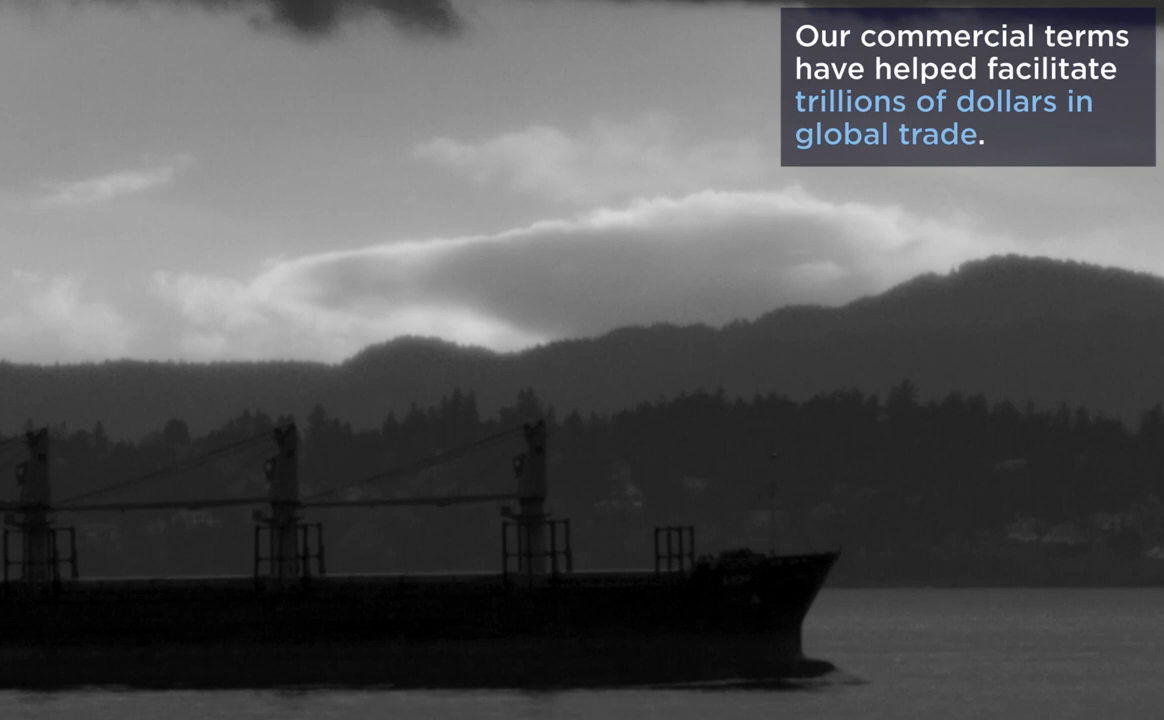 Our commercial terms
have helped facilitate
trillions of dollars in
global trade.